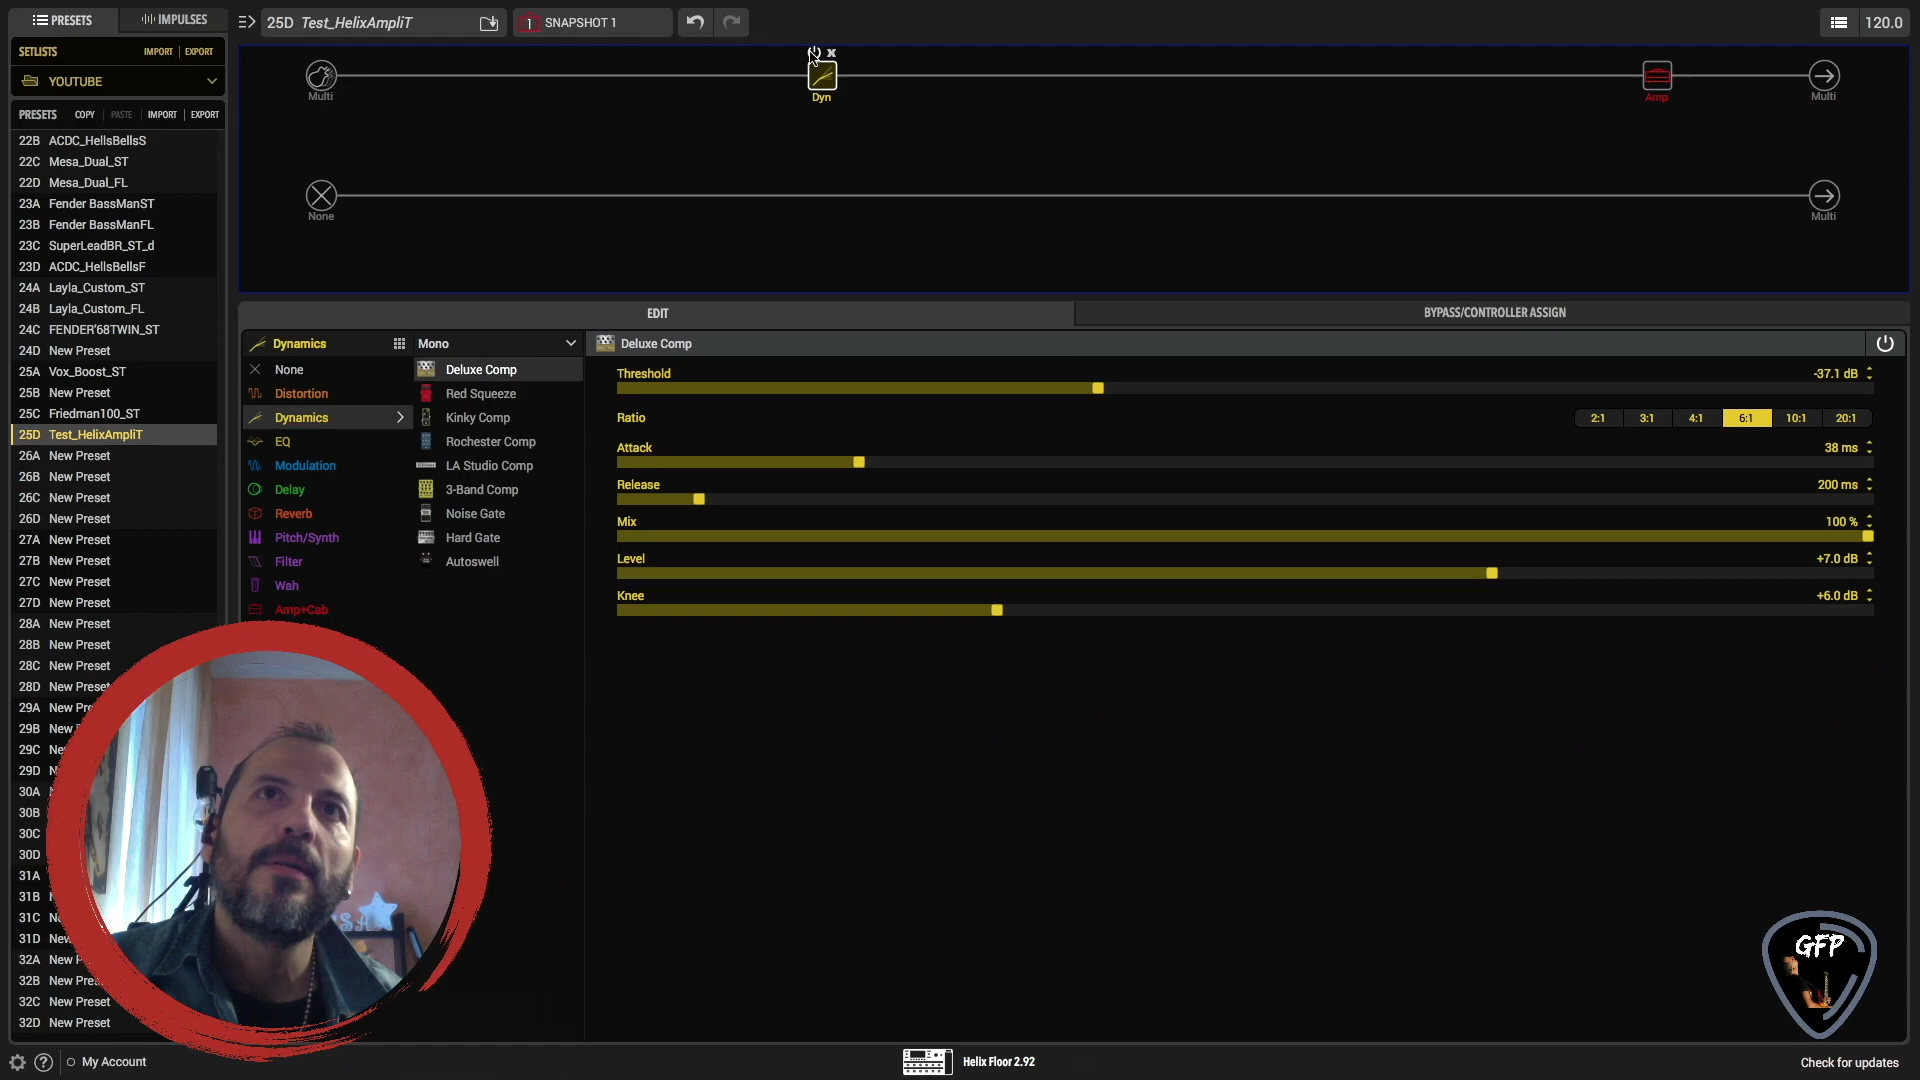 PRESETS
IMPULSES
25D Test_HelixAmpliT
1 SNAPSHOT 1
120.0
SETLISTS IMPORT EXPORT
YOUTUBE
PRESETS COPY PASTE IMPORT EXPORT
22B ACDC_HellsBellsS
22C Mesa_Dual_ST
22D Mesa_Dual_FL
23A Fender BassManST
23B Fender BassManFL
23C SuperLeadBR_ST_d
23D ACDC_HellsBellsF
24A Layla_Custom_ST
24B Layla_Custom_FL
24C FENDER'68TWIN_ST
24D New Preset
25A Vox_Boost_ST
25B New Preset
25C Friedman100_ST
25D Test_HelixAmpliT
26A New Preset
26B New Preset
26C New Preset
26D New Preset
27A New Preset
27B New Preset
27C New Preset
27D New Preset
28A New Preset
28B New Preset
28C New Preset
28D New Preset
29A New
29B New
29C
29D
30A
30B
30C
30D
31A
31B
31C
31D New
32A New
32B New
32C New Preset
32D New Preset
X
Multi
Dyn
Amp
Multi
None
Multi
EDIT
BYPASS/CONTROLLER ASSIGN
Dynamics
None
Distortion
Dynamics
EQ
Modulation
Delay
Reverb
Pitch/Synth
Filter
Wah
Amp+Cab
Mono
Deluxe Comp
Red Squeeze
Kinky Comp
Rochester Comp
LA Studio Comp
3-Band Comp
Noise Gate
Hard Gate
Autoswell
Deluxe Comp
Threshold -37.1 dB
Ratio 2:1 3:1 4:1 6:1 10:1 20:1
Attack 38 ms
Release 200 ms
Mix 100 %
Level +7.0 dB
Knee +6.0 dB
GFP
? My Account
Helix Floor 2.92
Check for updates